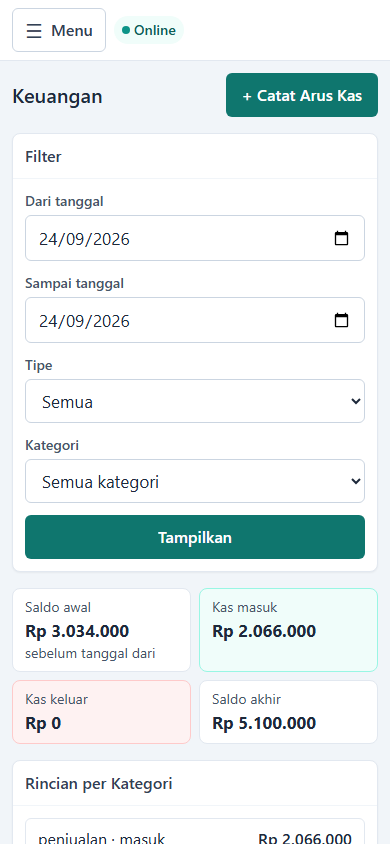 ☰ Menu
Online
Keuangan
+ Catat Arus Kas
Filter
Dari tanggal
24/09/2026
Sampai tanggal
24/09/2026
Tipe
Semua
Kategori
Semua kategori
Tampilkan
Saldo awal
Rp 3.034.000
sebelum tanggal dari
Kas masuk
Rp 2.066.000
Kas keluar
Rp 0
Saldo akhir
Rp 5.100.000
Rincian per Kategori
penjualan · masuk
Rp 2.066.000